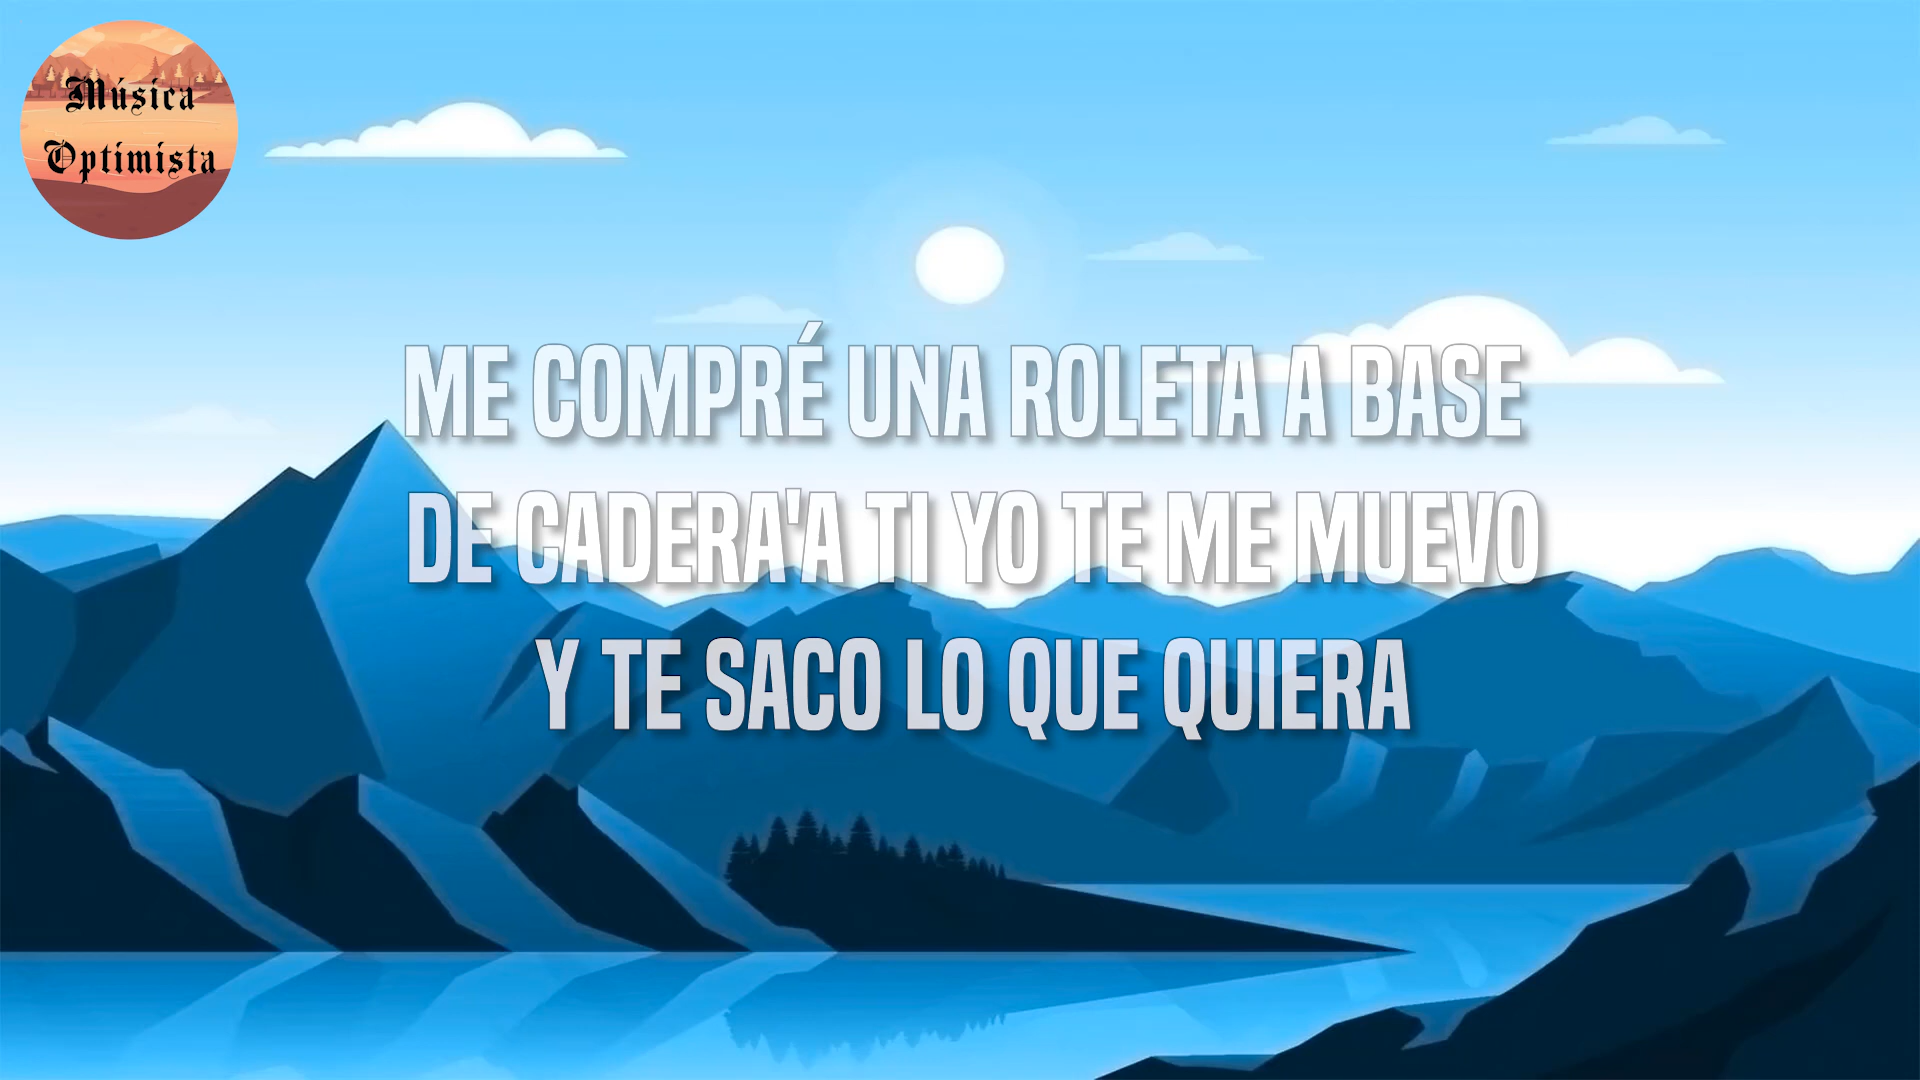 Música
Optimista
ME COMPRÉ UNA ROLETA A BASE
DE CADERA'A TI YO TE ME MUEVO
Y TE SACO LO QUE QUIERA